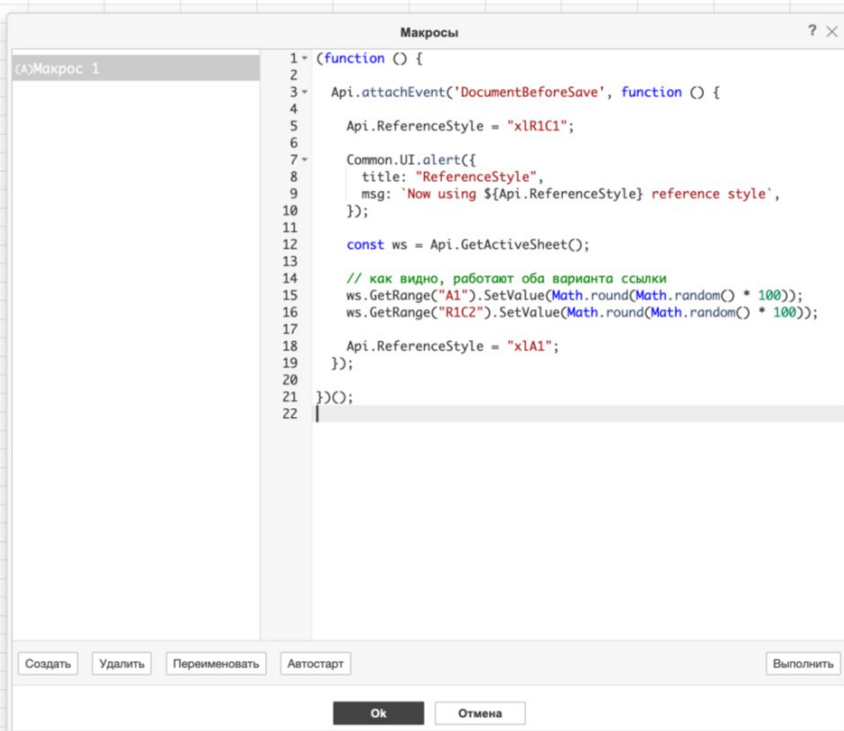 Макросы
? ×
(A)Макрос 1
1 (function () {
2
3 Api.attachEvent('DocumentBeforeSave', function () {
4
5 Api.ReferenceStyle = "xlR1C1";
6
7 Common.UI.alert({
8 title: "ReferenceStyle",
9 msg: `Now using ${Api.ReferenceStyle} reference style`,
10 });
11
12 const ws = Api.GetActiveSheet();
13
14 // как видно, работают оба варианта ссылки
15 ws.GetRange("A1").SetValue(Math.round(Math.random() * 100));
16 ws.GetRange("R1C2").SetValue(Math.round(Math.random() * 100));
17
18 Api.ReferenceStyle = "xlA1";
19 });
20
21 })();
22
Создать Удалить Переименовать Автостарт Выполнить
Ok Отмена